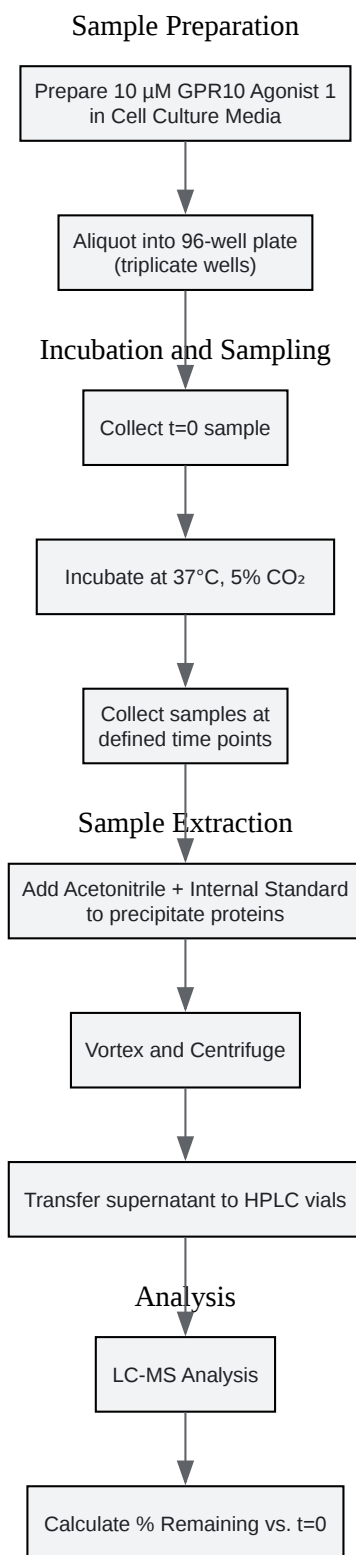 Sample Preparation
Prepare 10 µM GPR10 Agonist 1
in Cell Culture Media
Aliquot into 96-well plate
(triplicate wells)
Incubation and Sampling
Collect t=0 sample
Incubate at 37°C, 5% CO₂
Collect samples at
defined time points
Sample Extraction
Add Acetonitrile + Internal Standard
to precipitate proteins
Vortex and Centrifuge
Transfer supernatant to HPLC vials
Analysis
LC-MS Analysis
Calculate % Remaining vs. t=0